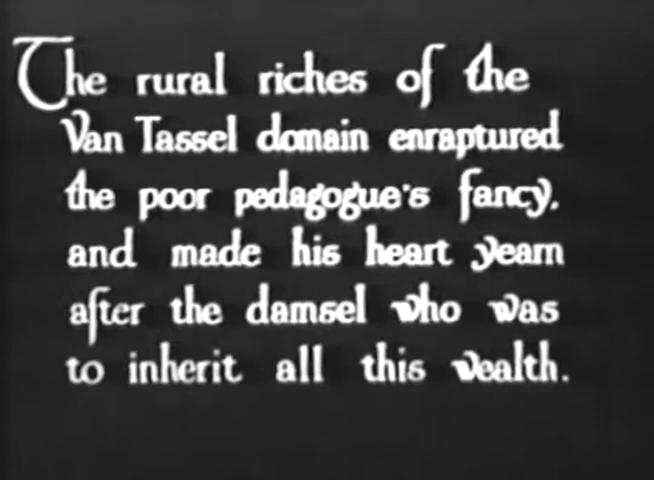 The rural riches of the
Van Tassel domain enraptured
the poor pedagogue's fancy,
and made his heart yearn
after the damsel who was
to inherit all this wealth.